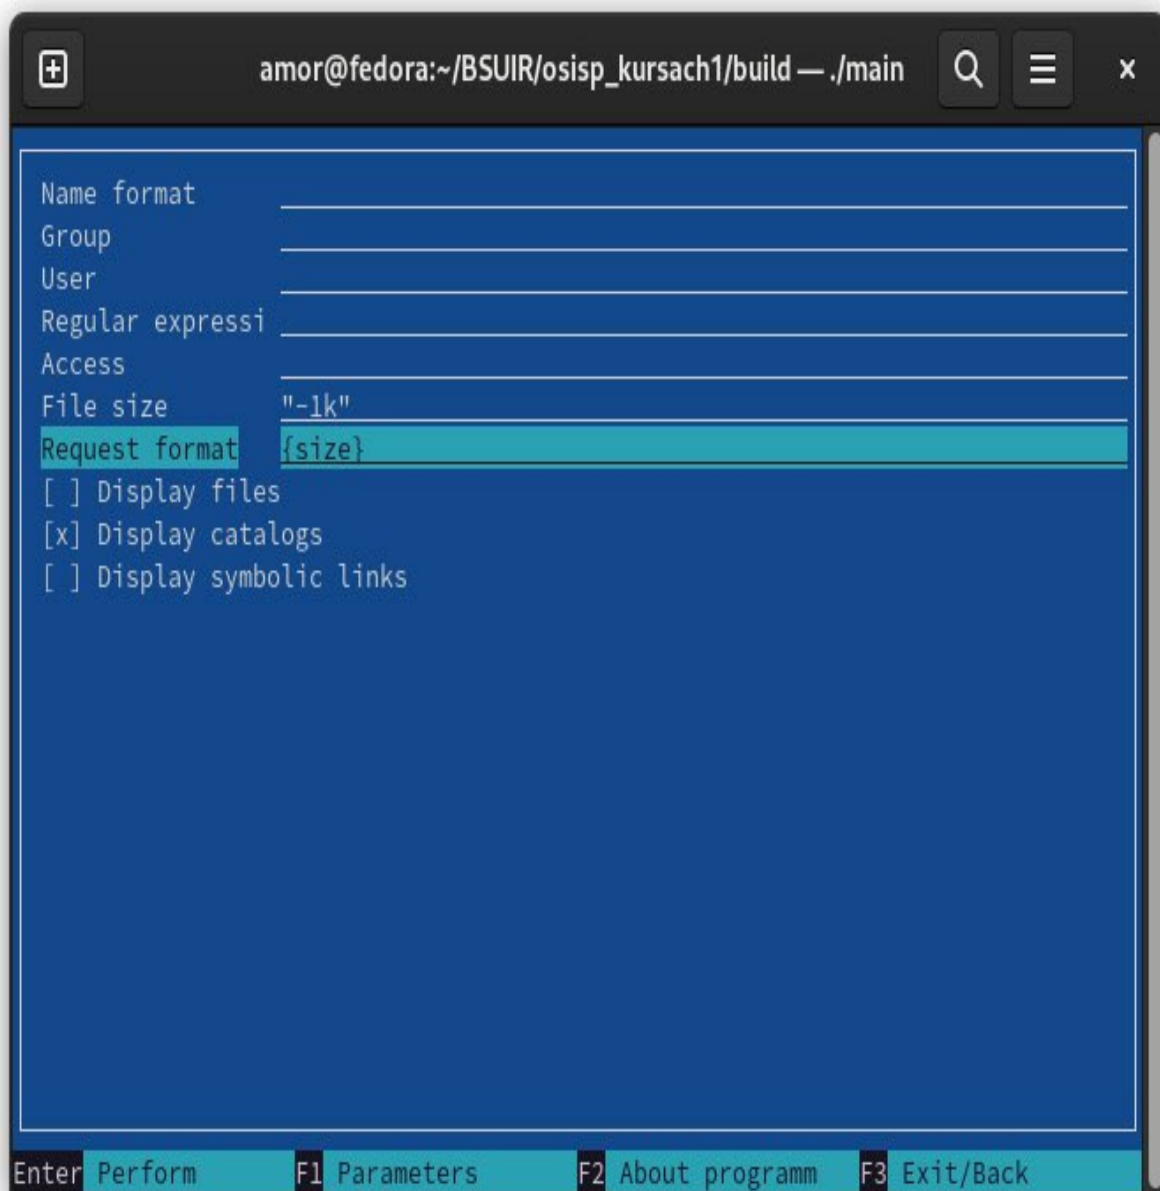 amor@fedora:~/BSUIR/osisp_kursach1/build — ./main
Name format
Group
User
Regular expressi
Access
File size "-1k"
Request format {size}
[ ] Display files
[x] Display catalogs
[ ] Display symbolic links
Enter Perform F1 Parameters F2 About programm F3 Exit/Back